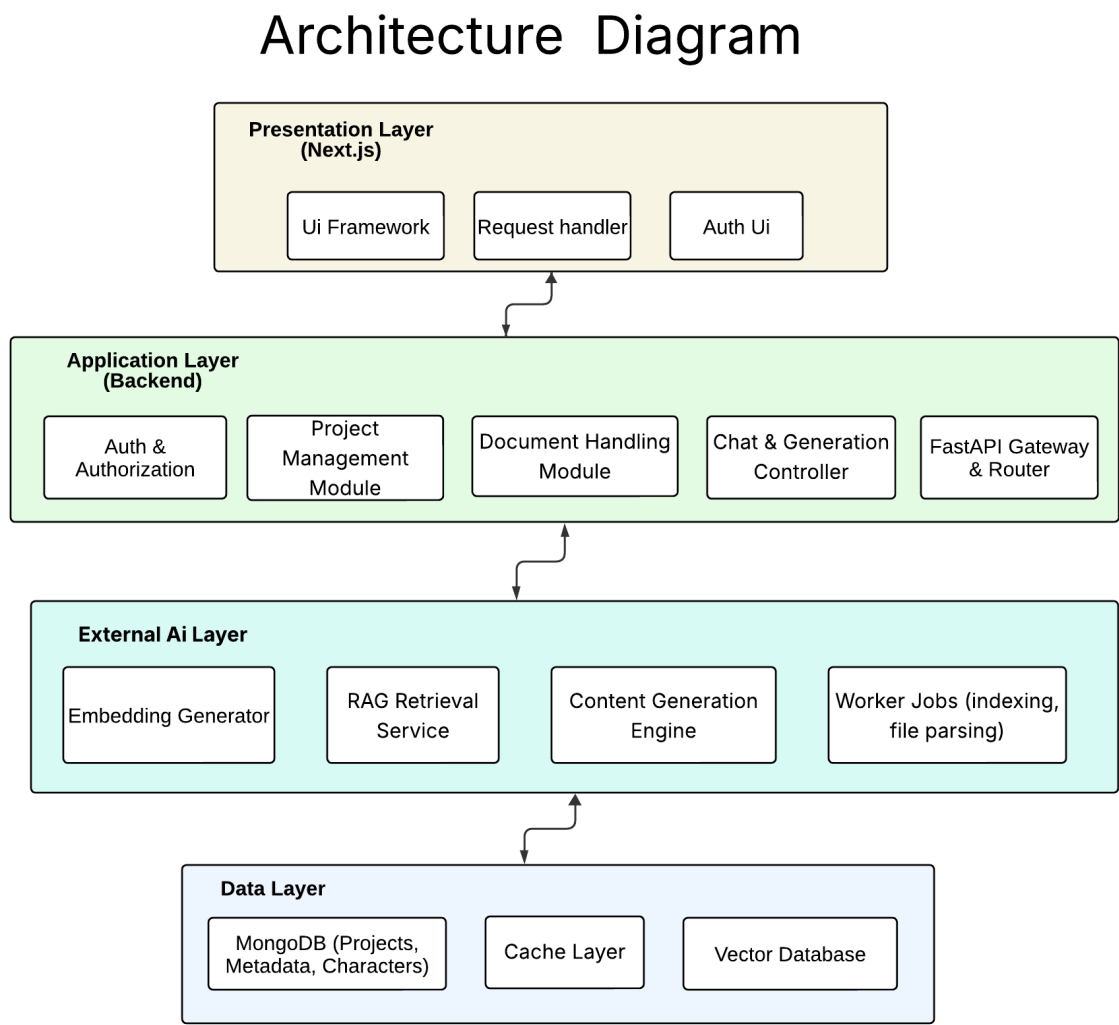 Architecture Diagram
Presentation Layer
(Next.js)
Ui Framework
Request handler
Auth Ui
Application Layer
(Backend)
Auth &
Authorization
Project
Management
Module
Document Handling
Module
Chat & Generation
Controller
FastAPI Gateway
& Router
External Ai Layer
Embedding Generator
RAG Retrieval
Service
Content Generation
Engine
Worker Jobs (indexing,
file parsing)
Data Layer
MongoDB (Projects,
Metadata, Characters)
Cache Layer
Vector Database